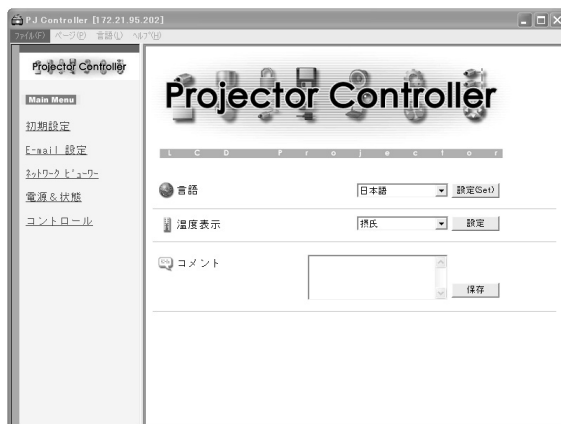 PJ Controller [172.21.95.202]
ファイル(F) ページ(P) 言語(L) ヘルプ(H)
Projector Controller
Main Menu
初期設定
E-mail 設定
ネットワーク ビューワー
電源&状態
コントロール
Projector Controller
L C D P r o j e c t o r
言語 日本語 設定(Set)
温度表示 摂氏 設定
コメント
保存